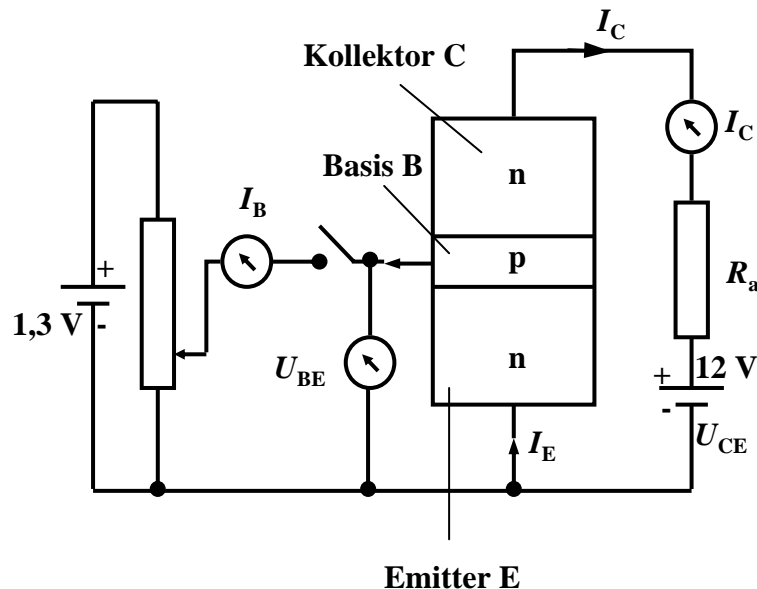 I_C
Kollektor C
I_C
n
Basis B
I_B
p
R_a
+
1,3 V
-
U_BE
n
12 V
+
-
U_CE
I_E
Emitter E